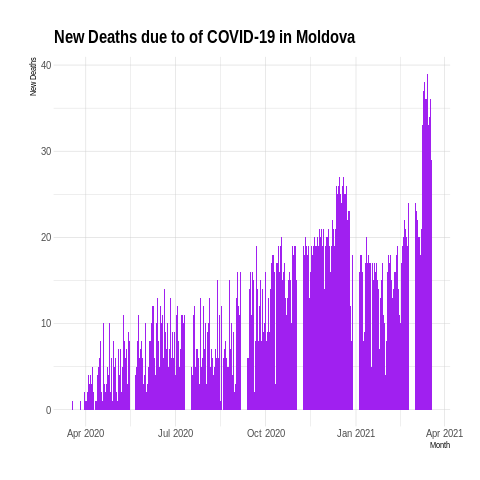 New Deaths due to of COVID-19 in Moldova
New Deaths
40
30
20
10
0
Apr 2020 Jul 2020 Oct 2020 Jan 2021 Apr 2021
Month